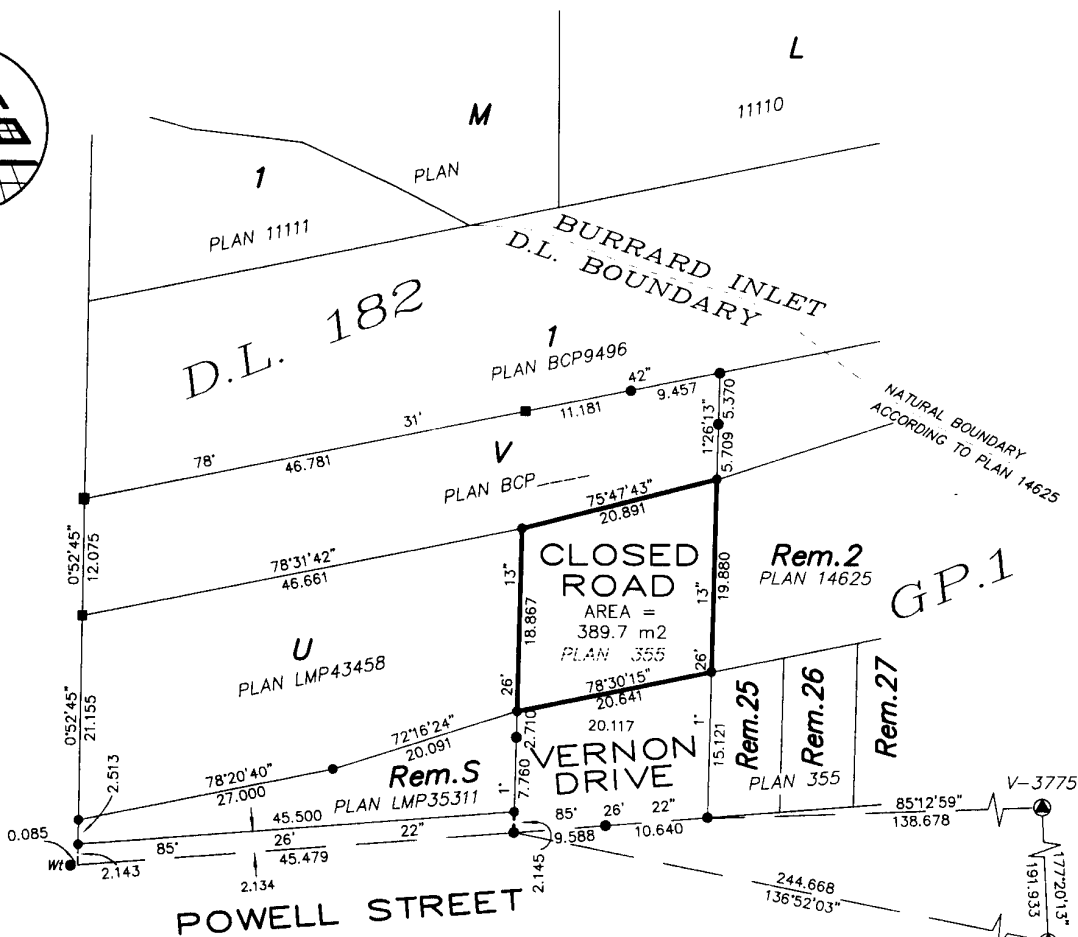 L
11110
M
PLAN
1
PLAN 11111
BURRARD INLET
D.L. BOUNDARY
D.L. 182
1
PLAN BCP9496
NATURAL BOUNDARY
ACCORDING TO PLAN 14625
78°
31'
42"
46.781
11.181
9.457
1°26'13"
5.370
5.709
V
PLAN BCP____
75°47'43"
20.891
0°52'45"
12.075
78°31'42"
46.661
CLOSED
ROAD
AREA =
389.7 m2
PLAN 355
13"
18.867
26'
13"
19.880
26'
Rem.2
PLAN 14625
GP.1
U
PLAN LMP43458
78°30'15"
20.641
20.117
0°52'45"
21.155
72°16'24"
20.091
2.710
7.760
1°
VERNON
DRIVE
1°
15.121
Rem.25
Rem.26
Rem.27
PLAN 355
2.513
78°20'40"
27.000
Rem.S
PLAN LMP35311
V-3775
45.500
85°
26'
22"
45.479
85°
26'
22"
9.588
10.640
85°12'59"
138.678
0.085
Wt
2.143
2.134
2.145
244.668
136°52'03"
177°20'13"
191.933
POWELL STREET